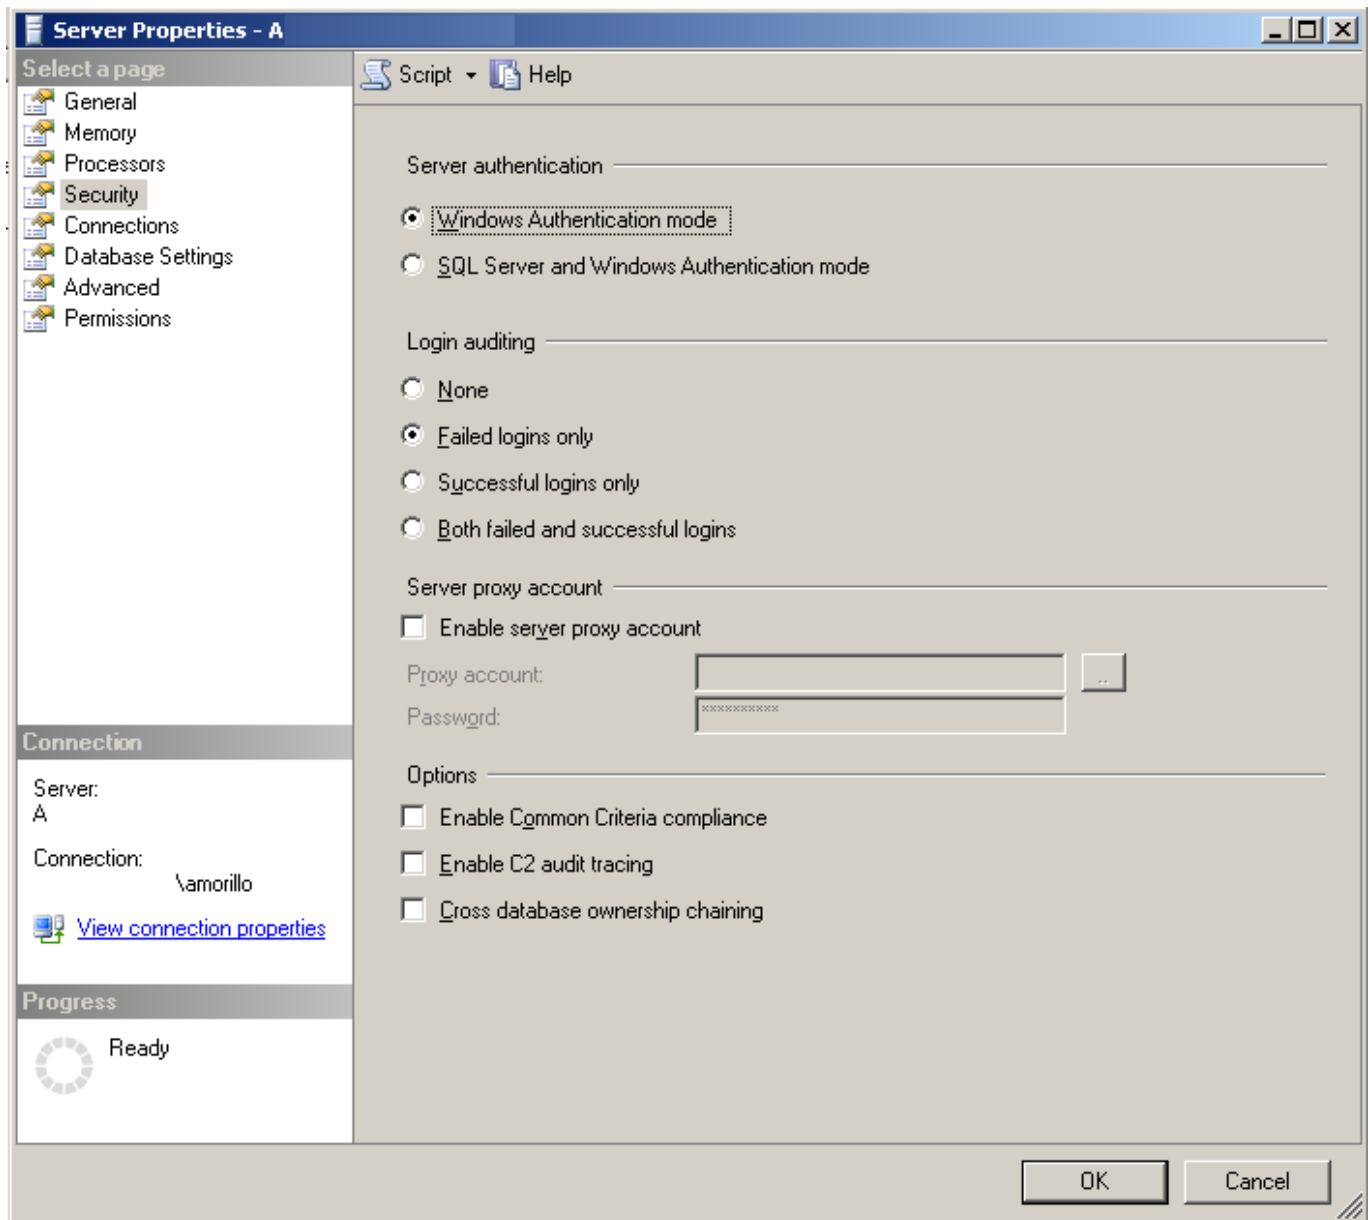 Server Properties - A
Select a page
General
Memory
Processors
Security
Connections
Database Settings
Advanced
Permissions
Script
Help
Server authentication
Windows Authentication mode
SQL Server and Windows Authentication mode
Login auditing
None
Failed logins only
Successful logins only
Both failed and successful logins
Server proxy account
Enable server proxy account
Proxy account:
..
Password:
**********
Options
Enable Common Criteria compliance
Enable C2 audit tracing
Cross database ownership chaining
Connection
Server:
A
Connection:
\amorillo
View connection properties
Progress
Ready
OK
Cancel